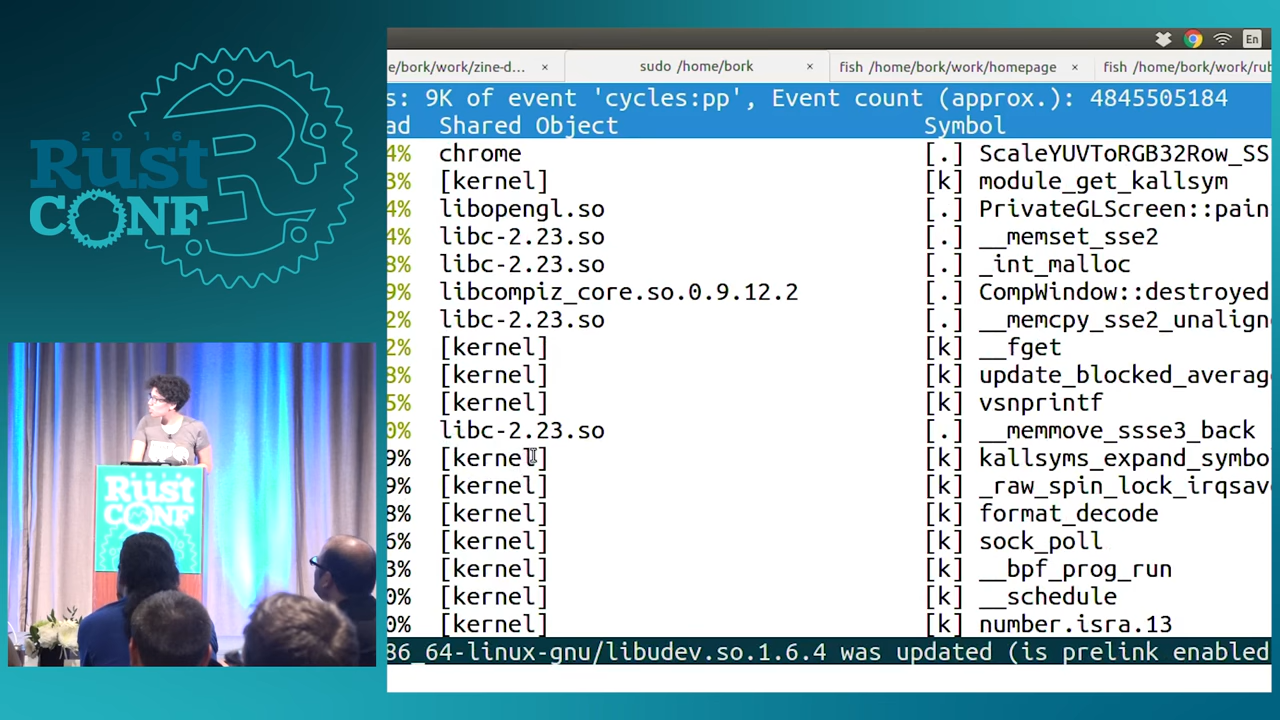 2016
Rust
CONF
2016
Rust
CONF
En
e/bork/work/zine-d... ×
sudo /home/bork ×
fish /home/bork/work/homepage ×
fish /home/bork/work/rub
s: 9K of event 'cycles:pp', Event count (approx.): 4845505184
ad Shared Object Symbol
4% chrome [.] ScaleYUVToRGB32Row_SS
3% [kernel] [k] module_get_kallsym
4% libopengl.so [.] PrivateGLScreen::pain
4% libc-2.23.so [.] __memset_sse2
8% libc-2.23.so [.] _int_malloc
9% libcompiz_core.so.0.9.12.2 [.] CompWindow::destroyed
2% libc-2.23.so [.] __memcpy_sse2_unalign
2% [kernel] [k] __fget
8% [kernel] [k] update_blocked_averag
5% [kernel] [k] vsnprintf
0% libc-2.23.so [.] __memmove_ssse3_back
9% [kernel] [k] kallsyms_expand_symbo
9% [kernel] [k] _raw_spin_lock_irqsav
8% [kernel] [k] format_decode
6% [kernel] [k] sock_poll
3% [kernel] [k] __bpf_prog_run
0% [kernel] [k] __schedule
0% [kernel] [k] number.isra.13
86_64-linux-gnu/libudev.so.1.6.4 was updated (is prelink enabled